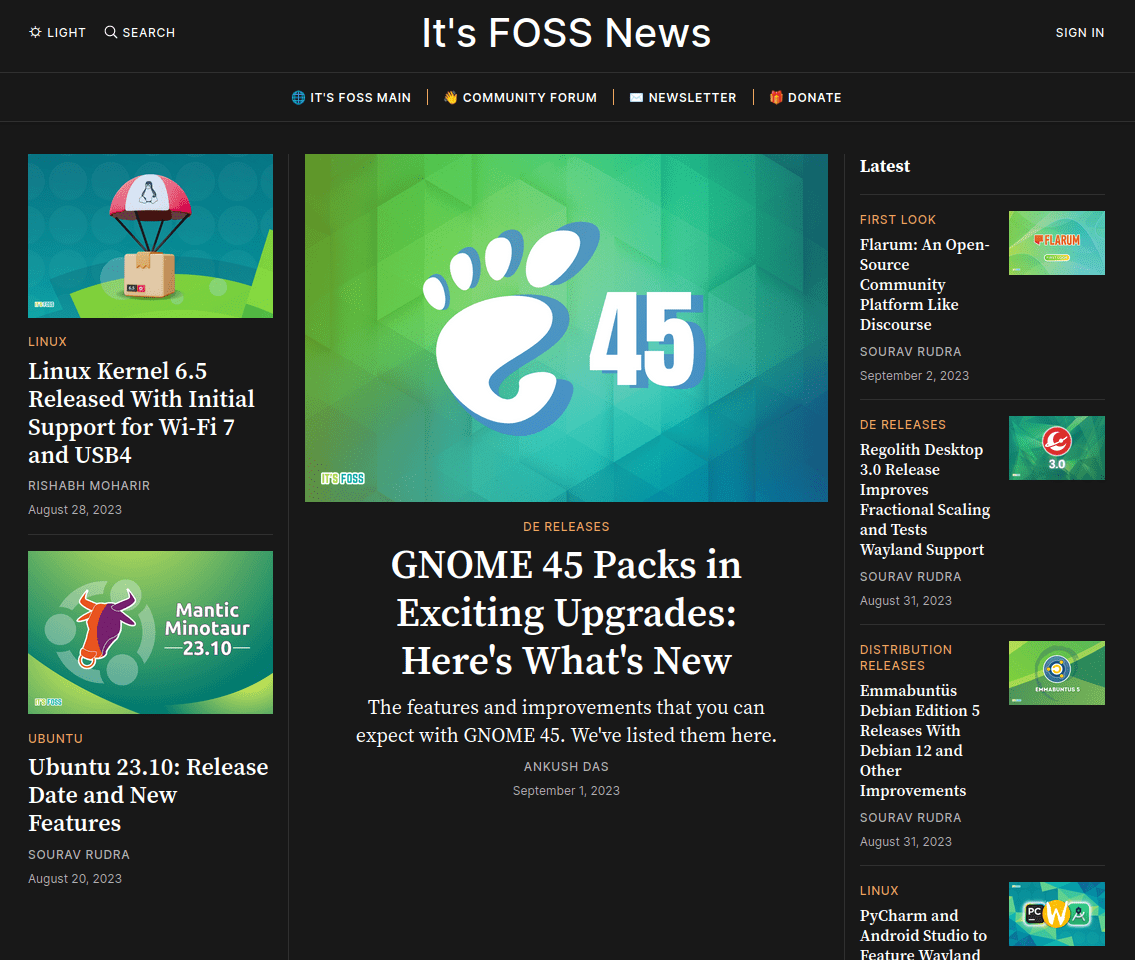 LIGHT
SEARCH
It's FOSS News
SIGN IN
IT'S FOSS MAIN
COMMUNITY FORUM
NEWSLETTER
DONATE
IT'S FOSS
LINUX
Linux Kernel 6.5
Released With Initial
Support for Wi-Fi 7
and USB4
RISHABH MOHARIR
August 28, 2023
Mantic
Minotaur
23.10
IT'S FOSS
UBUNTU
Ubuntu 23.10: Release
Date and New
Features
SOURAV RUDRA
August 20, 2023
45
IT'S FOSS
DE RELEASES
GNOME 45 Packs in
Exciting Upgrades:
Here's What's New
The features and improvements that you can
expect with GNOME 45. We've listed them here.
ANKUSH DAS
September 1, 2023
Latest
FIRST LOOK
Flarum: An Open-
Source
Community
Platform Like
Discourse
SOURAV RUDRA
September 2, 2023
FLARUM
DE RELEASES
Regolith Desktop
3.0 Release
Improves
Fractional Scaling
and Tests
Wayland Support
SOURAV RUDRA
August 31, 2023
3.0
DISTRIBUTION
RELEASES
Emmabuntüs
Debian Edition 5
Releases With
Debian 12 and
Other
Improvements
SOURAV RUDRA
August 31, 2023
EMMABUNTUS 5
LINUX
PyCharm and
Android Studio to
Feature Wayland
PC
W